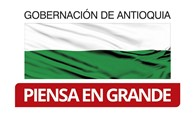 GOBERNACIÓN DE ANTIOQUIA
PIENSA EN GRANDE